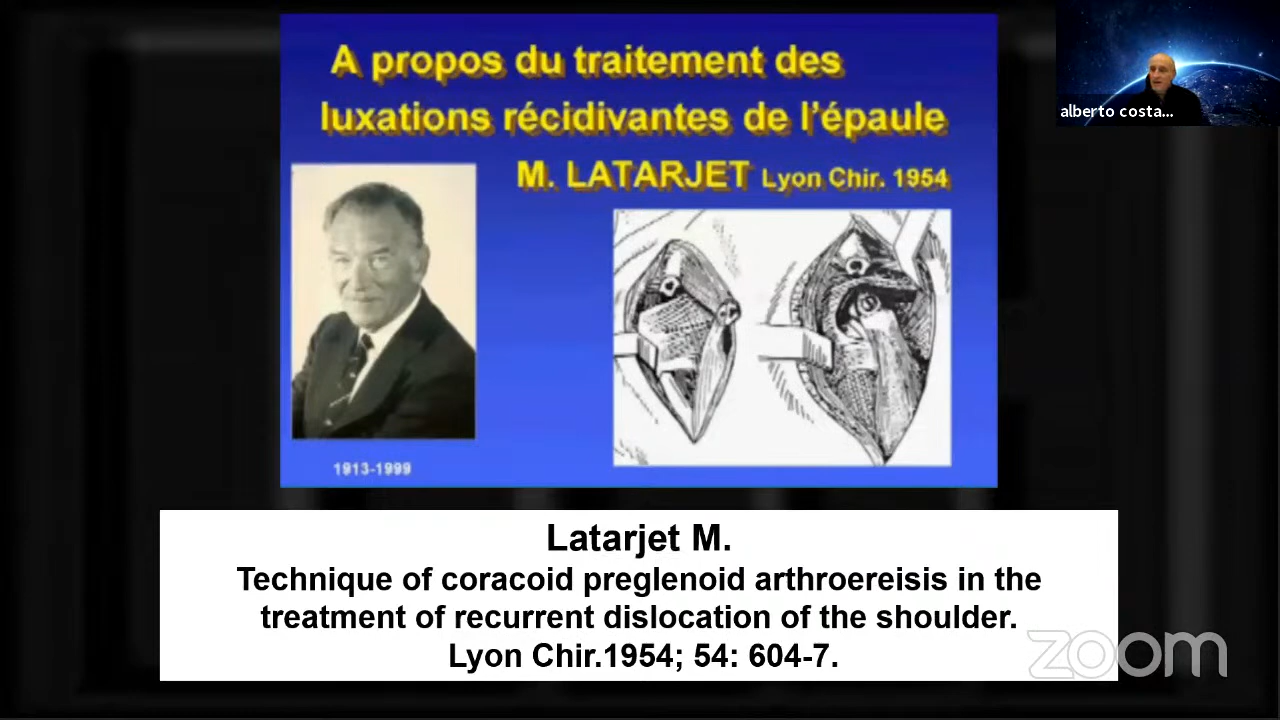 A propos du traitement des
luxations récidivantes de l'épaule
M. LATARJET Lyon Chir. 1954
alberto costa...
1913-1999
Latarjet M.
Technique of coracoid preglenoid arthroereisis in the
treatment of recurrent dislocation of the shoulder.
Lyon Chir.1954; 54: 604-7.
zoom